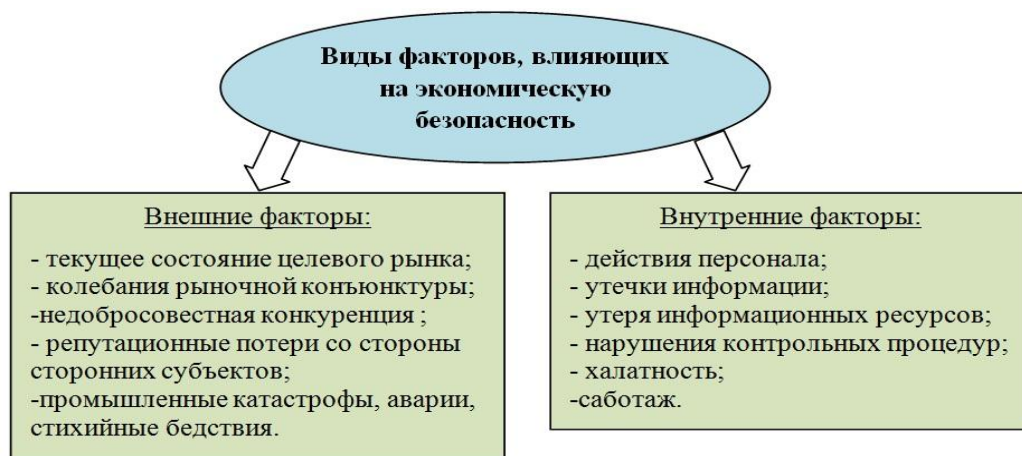 Виды факторов, влияющих
на экономическую
безопасность
Внешние факторы:
- текущее состояние целевого рынка;
- колебания рыночной конъюнктуры;
-недобросовестная конкуренция ;
- репутационные потери со стороны
сторонних субъектов;
-промышленные катастрофы, аварии,
стихийные бедствия.
Внутренние факторы:
- действия персонала;
- утечки информации;
- утеря информационных ресурсов;
- нарушения контрольных процедур;
- халатность;
-саботаж.